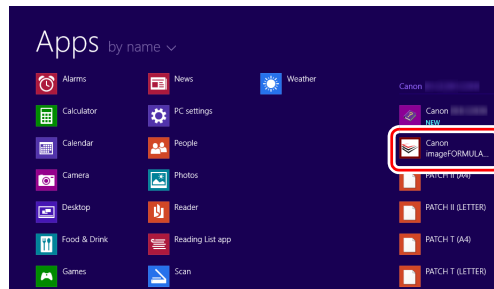 Apps by name
Alarms
Calculator
Calendar
Camera
Desktop
Food & Drink
Games
News
PC settings
People
Photos
Reader
Reading List app
Scan
Weather
Canon
Canon
NEW
Canon
imageFORMULA...
PATCH II (A4)
PATCH II (LETTER)
PATCH T (A4)
PATCH T (LETTER)